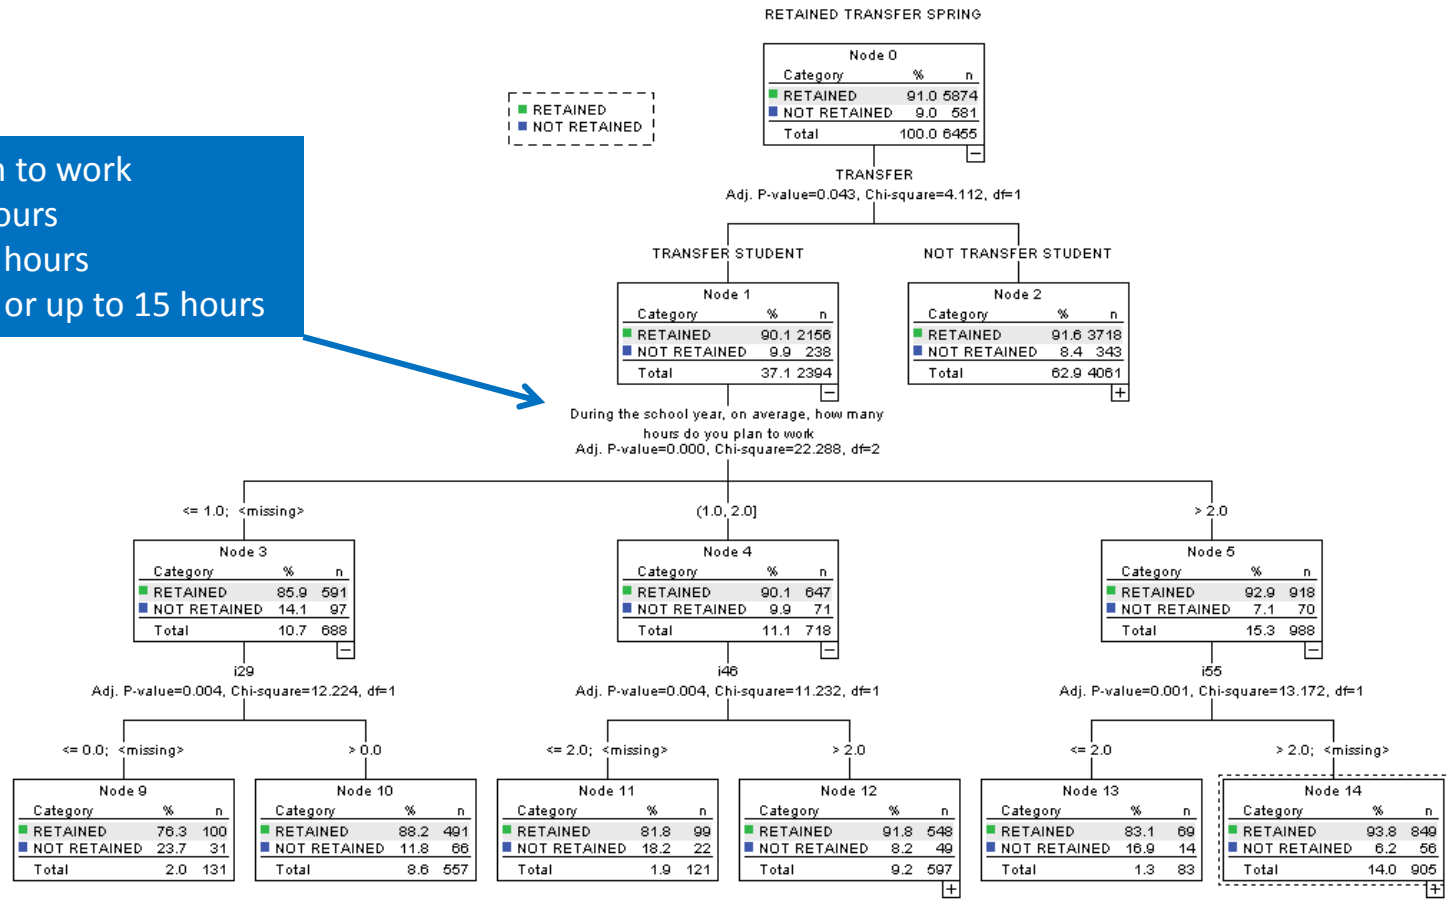 RETAINED TRANSFER SPRING
Node 0
Category % n
RETAINED 91.0 5874
NOT RETAINED 9.0 581
Total 100.0 6455
RETAINED
NOT RETAINED
to work
hours
or up to 15 hours
TRANSFER
Adj. P-value=0.043, Chi-square=4.112, df=1
TRANSFER STUDENT
NOT TRANSFER STUDENT
Node 1
Category % n
RETAINED 90.1 2156
NOT RETAINED 9.9 238
Total 37.1 2394
Node 2
Category % n
RETAINED 91.6 3718
NOT RETAINED 8.4 343
Total 62.9 4061
During the school year, on average, how many
hours do you plan to work
Adj. P-value=0.000, Chi-square=22.288, df=2
<= 1.0; <missing>
(1.0, 2.0]
> 2.0
Node 3
Category % n
RETAINED 85.9 591
NOT RETAINED 14.1 97
Total 10.7 688
Node 4
Category % n
RETAINED 90.1 647
NOT RETAINED 9.9 71
Total 11.1 718
Node 5
Category % n
RETAINED 92.9 918
NOT RETAINED 7.1 70
Total 15.3 988
i29
Adj. P-value=0.004, Chi-square=12.224, df=1
i46
Adj. P-value=0.004, Chi-square=11.232, df=1
i55
Adj. P-value=0.001, Chi-square=13.172, df=1
<= 0.0; <missing>
> 0.0
<= 2.0; <missing>
> 2.0
<= 2.0
> 2.0; <missing>
Node 9
Category % n
RETAINED 76.3 100
NOT RETAINED 23.7 31
Total 2.0 131
Node 10
Category % n
RETAINED 88.2 491
NOT RETAINED 11.8 66
Total 8.6 557
Node 11
Category % n
RETAINED 81.8 99
NOT RETAINED 18.2 22
Total 1.9 121
Node 12
Category % n
RETAINED 91.8 548
NOT RETAINED 8.2 49
Total 9.2 597
Node 13
Category % n
RETAINED 83.1 69
NOT RETAINED 16.9 14
Total 1.3 83
Node 14
Category % n
RETAINED 93.8 849
NOT RETAINED 6.2 56
Total 14.0 905